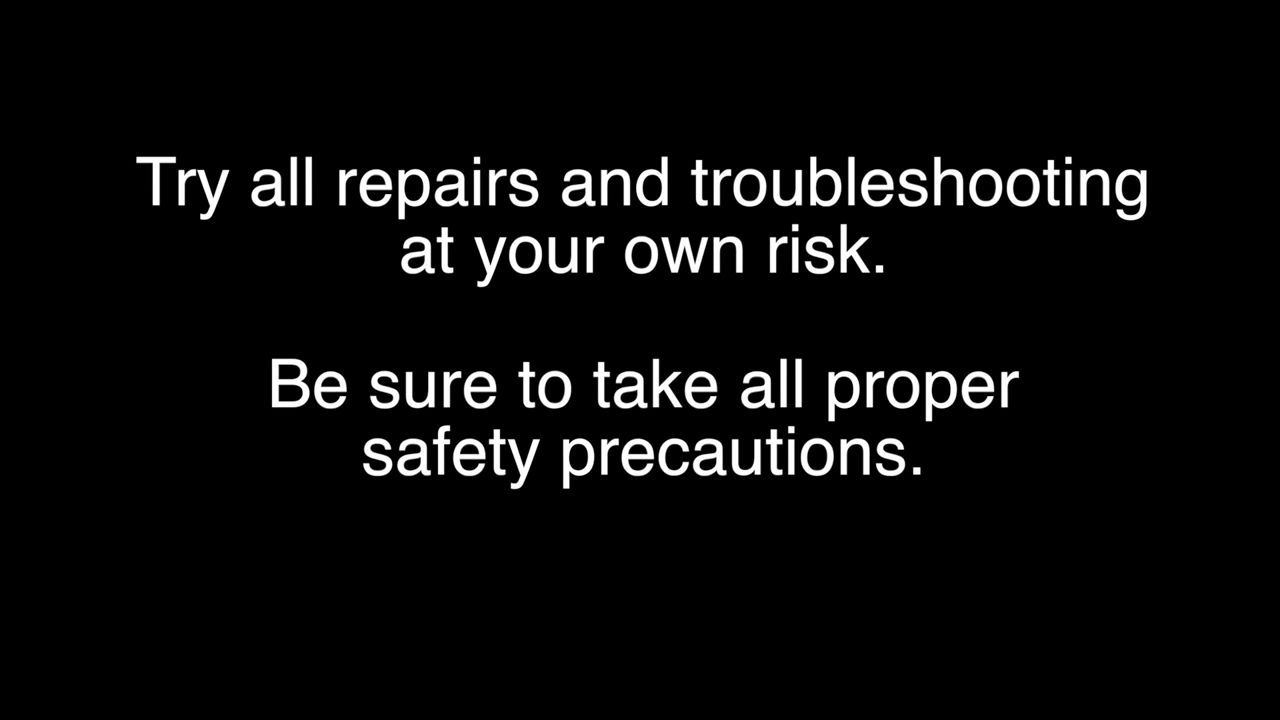 Try all repairs and troubleshooting
at your own risk.
Be sure to take all proper
safety precautions.